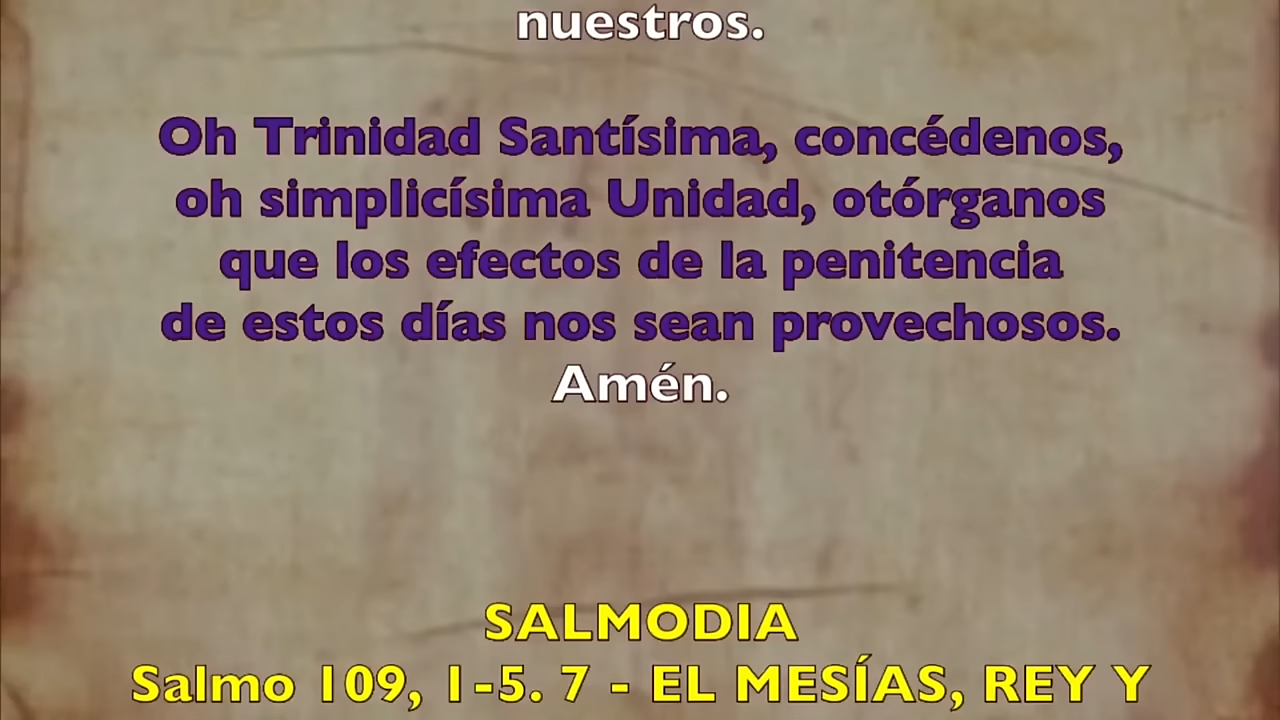 nuestros.
Oh Trinidad Santísima, concédenos,
oh simplicísima Unidad, otórganos
que los efectos de la penitencia
de estos días nos sean provechosos.
Amén.
SALMODIA
Salmo 109, 1-5. 7 - EL MESÍAS, REY Y